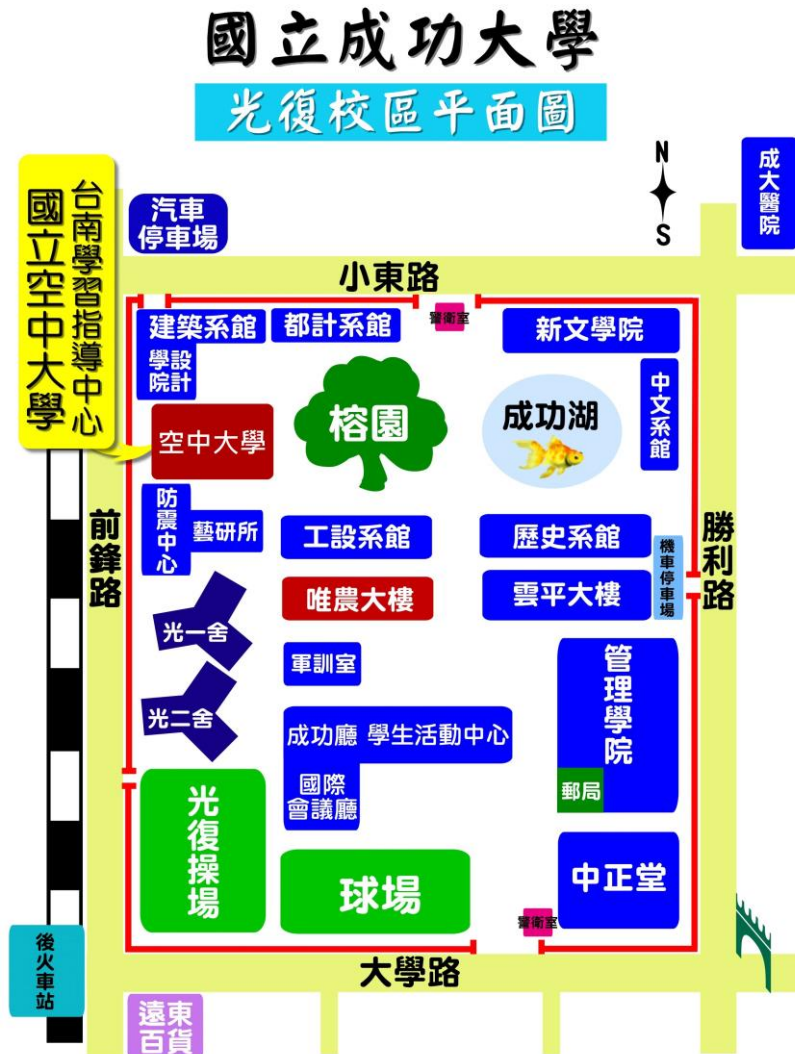 國立成功大學
光復校區平面圖
N
S
成大醫院
台南學習指導中心
國立空中大學
汽車
停車場
小東路
建築系館
都計系館
警衛室
新文學院
學設
院計
中文系館
空中大學
榕園
成功湖
前鋒路
防震中心
藝研所
工設系館
歷史系館
機車停車場
勝利路
唯農大樓
雲平大樓
光一舍
軍訓室
管理學院
光二舍
成功廳 學生活動中心
國際
會議廳
郵局
光復操場
球場
中正堂
警衛室
後火車站
大學路
遠東
百貨